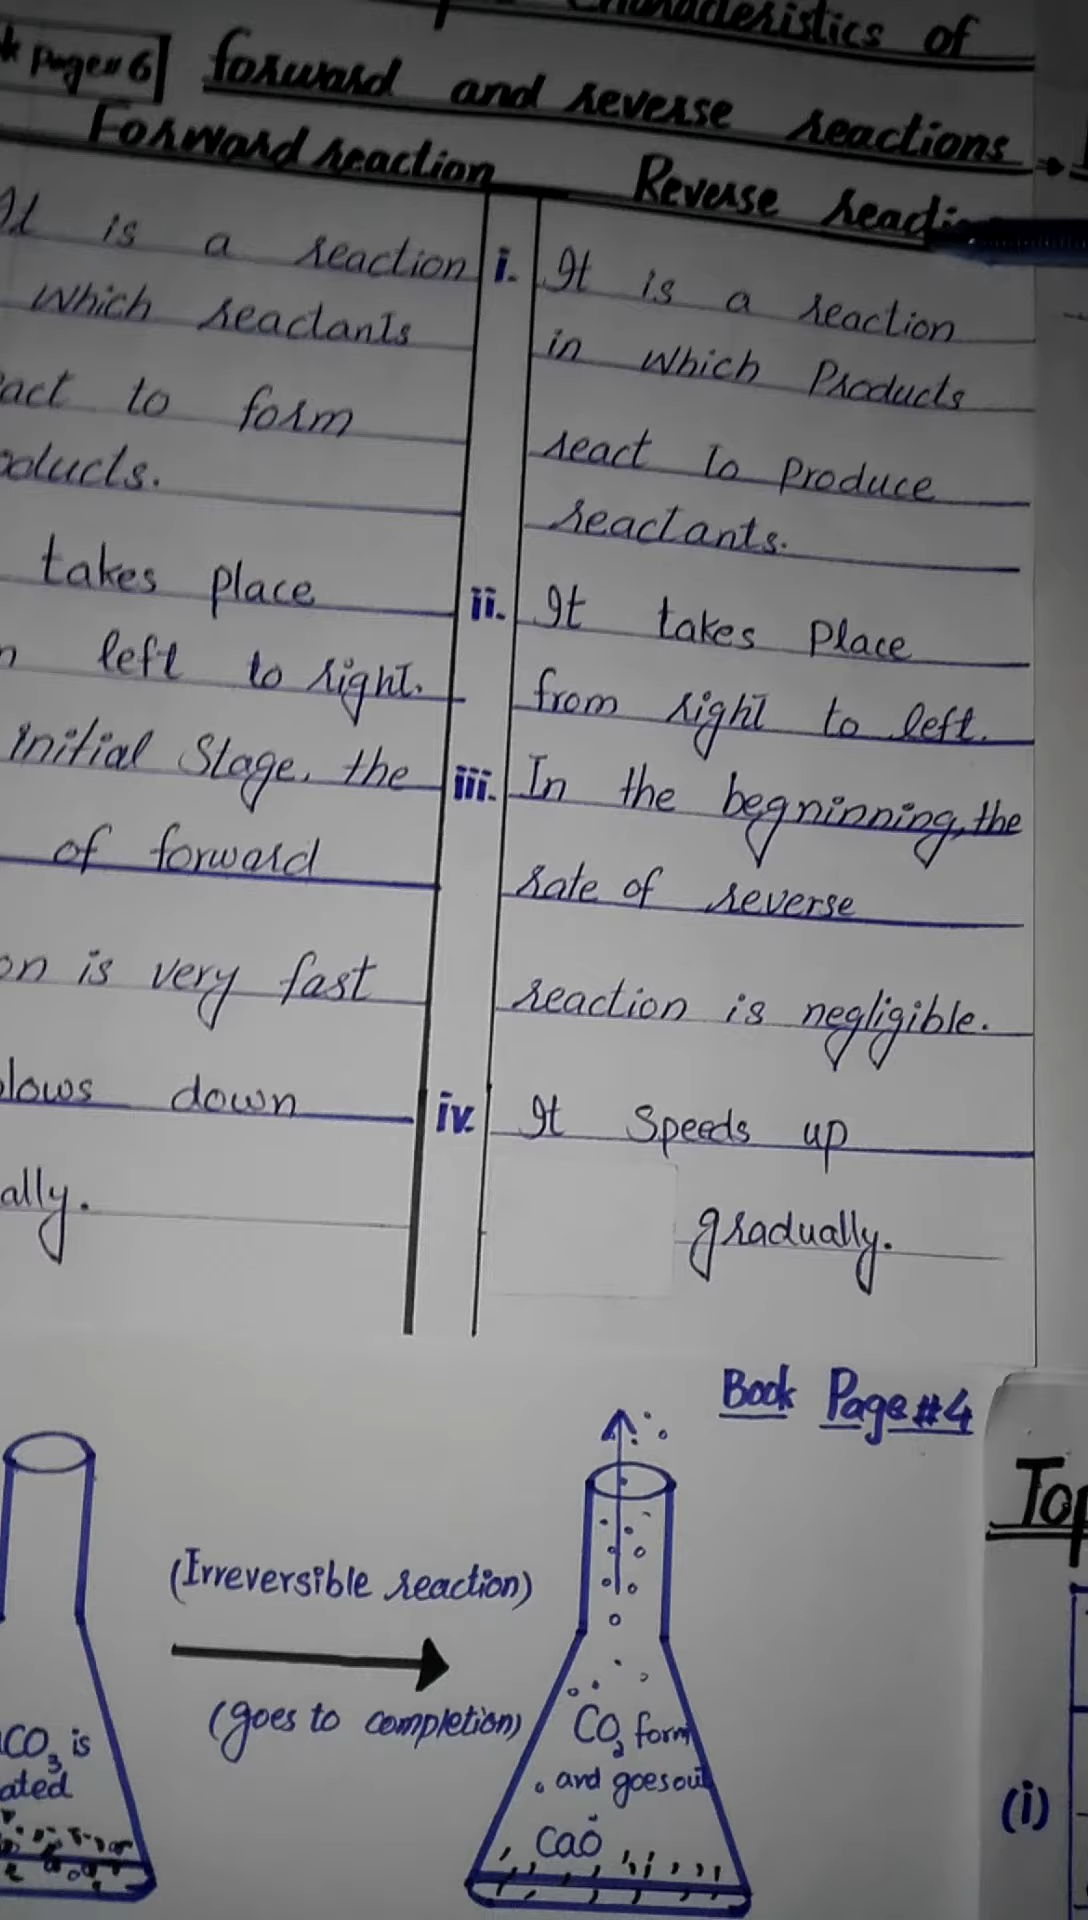 Characteristics of
Page# 6
forward and reverse reactions
Forward reaction
It is a reaction
which reactants
act to form
oducts.
takes place
left to right.
initial Stage, the
of forward
on is very fast
lows down
ally.
Reverse reactio
i. It is a reaction
in which Products
react to Produce
reactants.
ii. It takes Place
from right to left.
iii. In the begninning, the
rate of reverse
reaction is negligible.
iv. It Speeds up
gradually.
Book Page #4
(Irreversible reaction)
(goes to completion)
CO3 is
ated
CO2 form
and goes out
CaO
Top
(i)